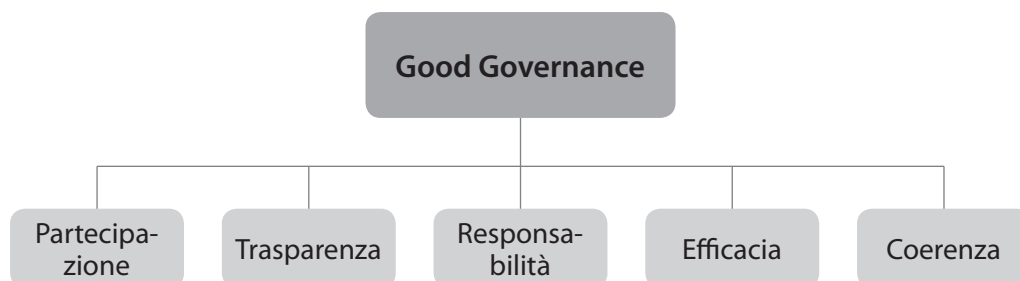 Good Governance
Partecipa-
zione
Trasparenza
Responsa-
bilità
Efficacia
Coerenza